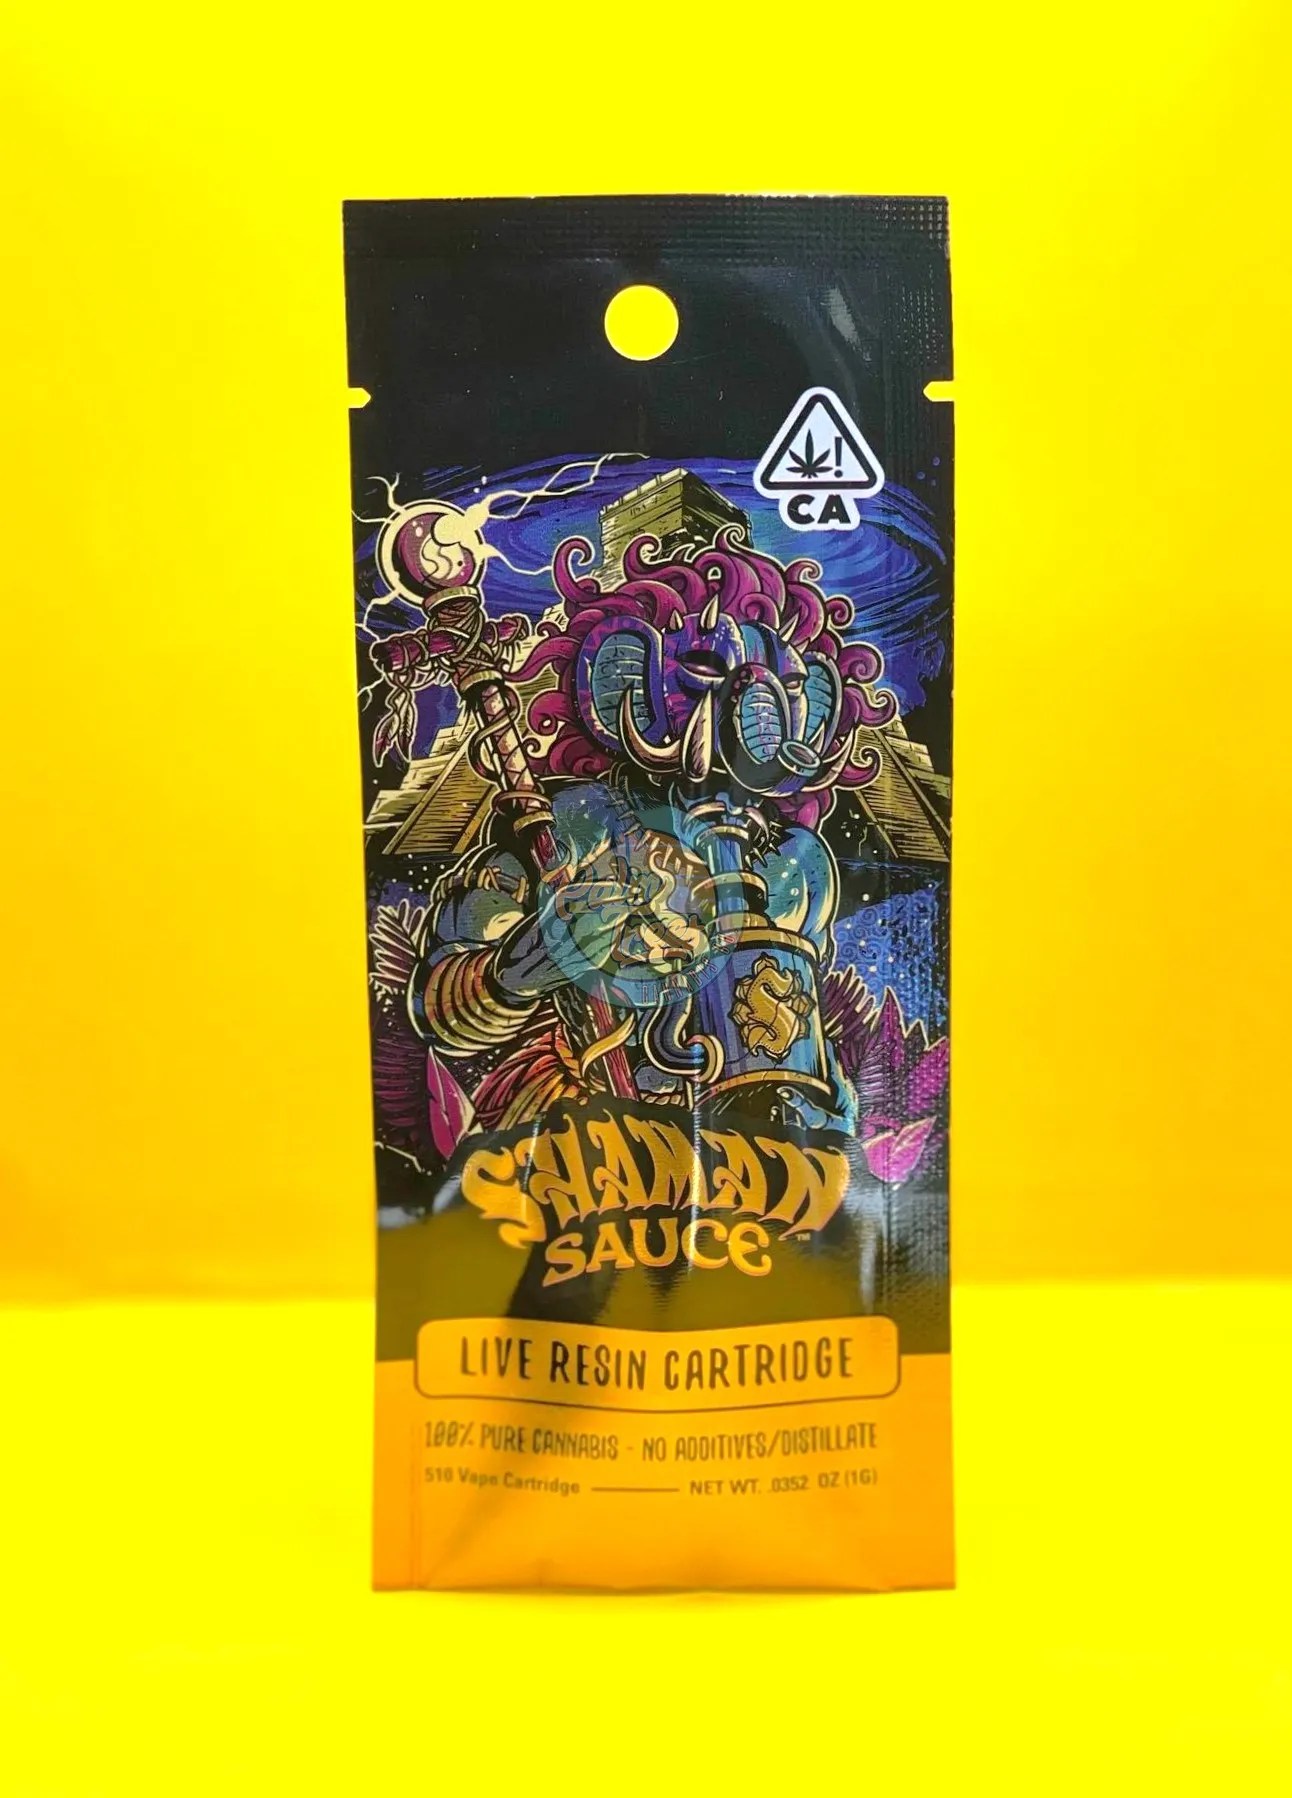 CA
S
S
SHAMAN
SAUCE™
LIVE RESIN CARTRIDGE
100% PURE CANNABIS - NO ADDITIVES/DISTILLATE
510 Vape Cartridge NET WT. .0352 OZ (1G)